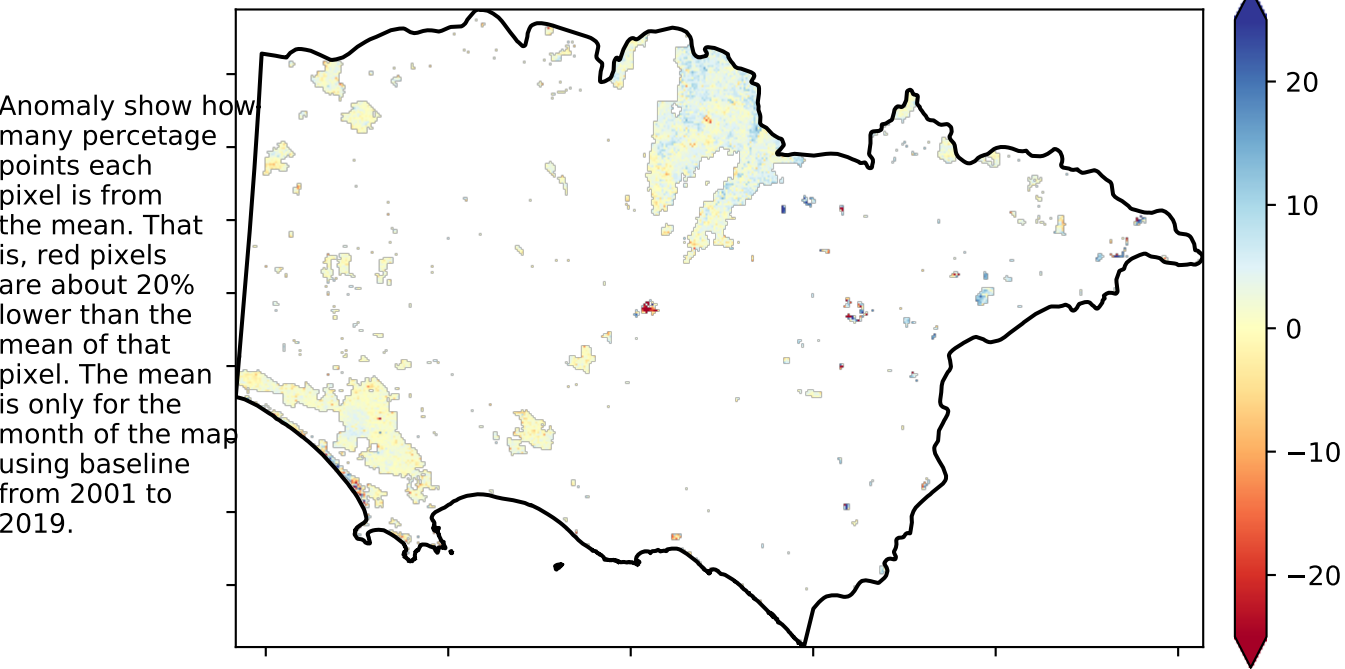 Anomaly show how
many percetage
points each
pixel is from
the mean. That
is, red pixels
are about 20%
lower than the
mean of that
pixel. The mean
is only for the
month of the map
using baseline
from 2001 to
2019.
20
10
0
−10
−20